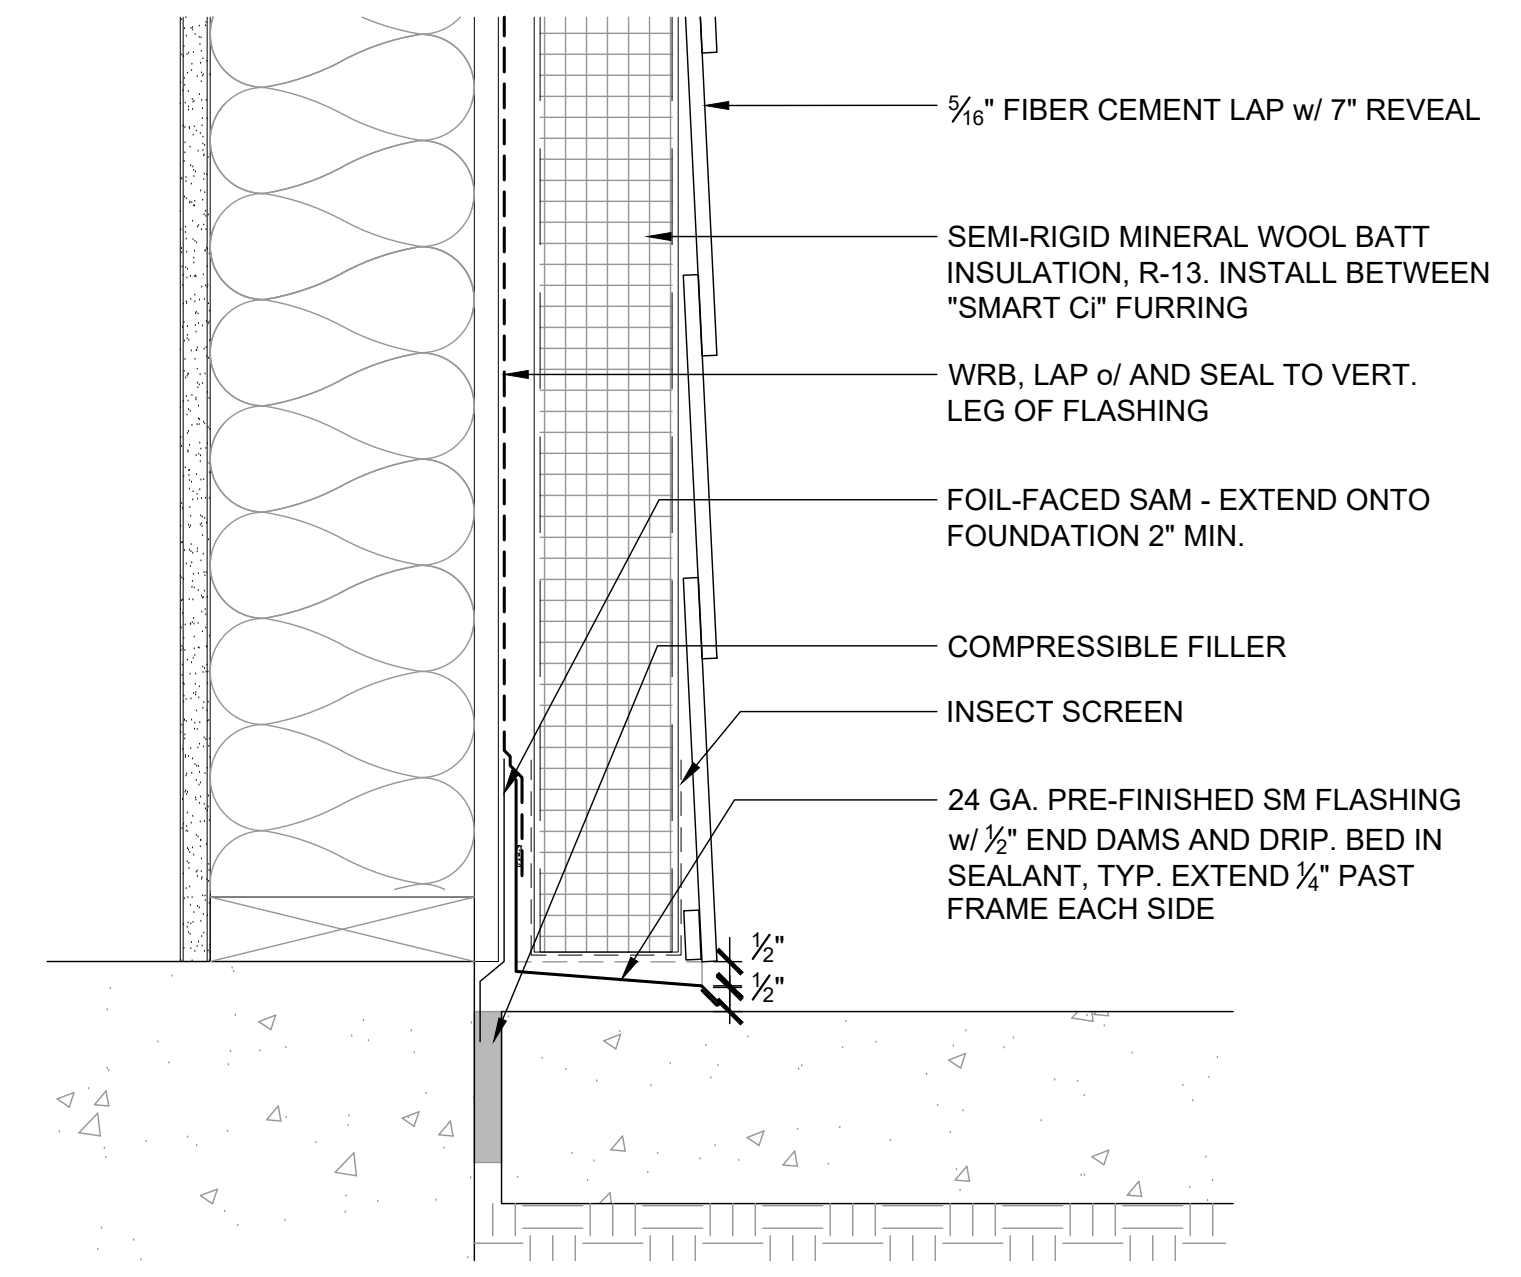 5/16" FIBER CEMENT LAP w/ 7" REVEAL
SEMI-RIGID MINERAL WOOL BATT
INSULATION, R-13. INSTALL BETWEEN
"SMART Ci" FURRING
WRB, LAP o/ AND SEAL TO VERT.
LEG OF FLASHING
FOIL-FACED SAM - EXTEND ONTO
FOUNDATION 2" MIN.
COMPRESSIBLE FILLER
INSECT SCREEN
24 GA. PRE-FINISHED SM FLASHING
w/ 1/2" END DAMS AND DRIP. BED IN
SEALANT, TYP. EXTEND 1/4" PAST
FRAME EACH SIDE
1/2"
1/2"